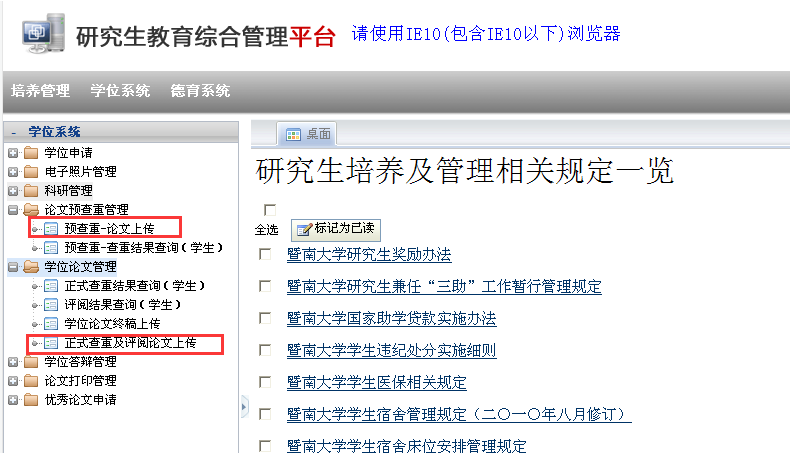 研究生教育综合管理平台 请使用IE10(包含IE10以下)浏览器
培养管理 学位系统 德育系统
- 学位系统
学位申请
电子照片管理
科研管理
论文预查重管理
预查重-论文上传
预查重-查重结果查询(学生)
学位论文管理
正式查重结果查询(学生)
评阅结果查询(学生)
学位论文终稿上传
正式查重及评阅论文上传
学位答辩管理
论文打印管理
优秀论文申请
桌面
研究生培养及管理相关规定一览
全选 标记为已读
暨南大学研究生奖励办法
暨南大学研究生兼任“三助”工作暂行管理规定
暨南大学国家助学贷款实施办法
暨南大学学生违纪处分实施细则
暨南大学学生医保相关规定
暨南大学学生宿舍管理规定（二〇一〇年八月修订）
暨南大学学生宿舍床位安排管理规定